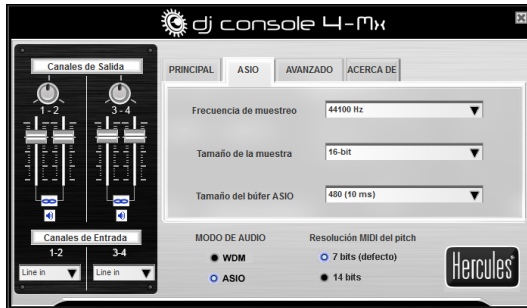 dj console 4-Mx
Canales de Salida
1-2
3-4
Canales de Entrada
1-2
3-4
Line in
Line in
PRINCIPAL
ASIO
AVANZADO
ACERCA DE
Frecuencia de muestreo
44100 Hz
Tamaño de la muestra
16-bit
Tamaño del búfer ASIO
480 (10 ms)
MODO DE AUDIO
WDM
ASIO
Resolución MIDI del pitch
7 bits (defecto)
14 bits
Hercules